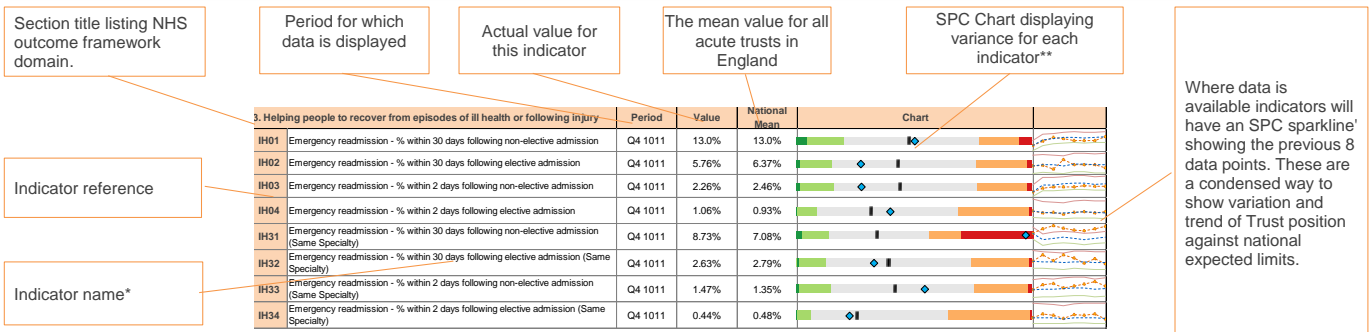 Section title listing NHS
outcome framework
domain.
Period for which
data is displayed
Actual value for
this indicator
The mean value for all
acute trusts in
England
SPC Chart displaying
variance for each
indicator**
Where data is
available indicators will
have an SPC sparkline'
showing the previous 8
data points. These are
a condensed way to
show variation and
trend of Trust position
against national
expected limits.
Indicator reference
Indicator name*
3. Helping people to recover from episodes of ill health or following injury Period Value National Mean Chart
IH01 Emergency readmission - % within 30 days following non-elective admission Q4 1011 13.0% 13.0%
IH02 Emergency readmission - % within 30 days following elective admission Q4 1011 5.76% 6.37%
IH03 Emergency readmission - % within 2 days following non-elective admission Q4 1011 2.26% 2.46%
IH04 Emergency readmission - % within 2 days following elective admission Q4 1011 1.06% 0.93%
IH31 Emergency readmission - % within 30 days following non-elective admission
(Same Specialty) Q4 1011 8.73% 7.08%
IH32 Emergency readmission - % within 30 days following elective admission (Same
Specialty) Q4 1011 2.63% 2.79%
IH33 Emergency readmission - % within 2 days following non-elective admission
(Same Specialty) Q4 1011 1.47% 1.35%
IH34 Emergency readmission - % within 2 days following elective admission (Same
Specialty) Q4 1011 0.44% 0.48%